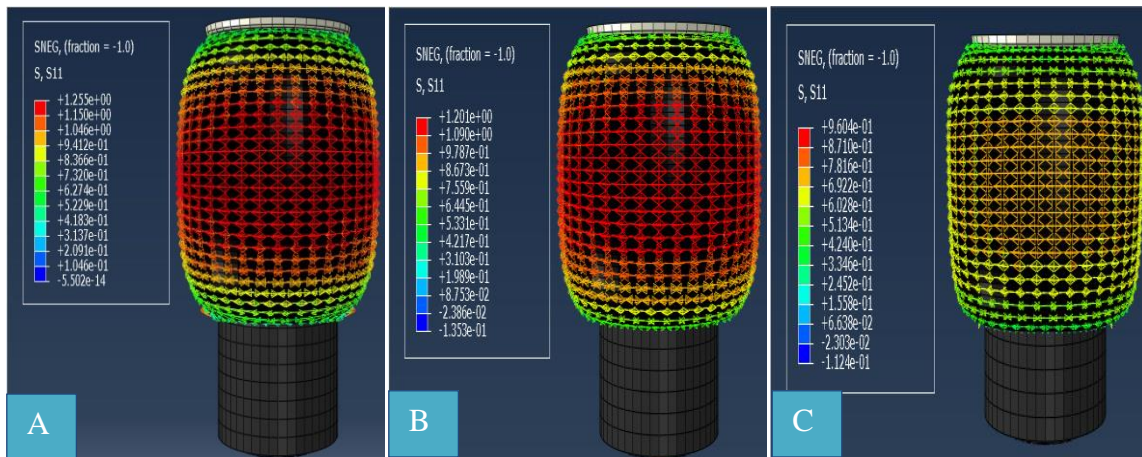 SNEG, (fraction = -1.0)
S, S11
+1.255e+00
+1.150e+00
+1.046e+00
+9.412e-01
+8.366e-01
+7.320e-01
+6.274e-01
+5.229e-01
+4.183e-01
+3.137e-01
+2.091e-01
+1.046e-01
-5.502e-14
A
SNEG, (fraction = -1.0)
S, S11
+1.201e+00
+1.090e+00
+9.787e-01
+8.673e-01
+7.559e-01
+6.445e-01
+5.331e-01
+4.217e-01
+3.103e-01
+1.989e-01
+8.753e-02
-2.386e-02
-1.353e-01
B
SNEG, (fraction = -1.0)
S, S11
+9.604e-01
+8.710e-01
+7.816e-01
+6.922e-01
+6.028e-01
+5.134e-01
+4.240e-01
+3.346e-01
+2.452e-01
+1.558e-01
+6.638e-02
-2.303e-02
-1.124e-01
C